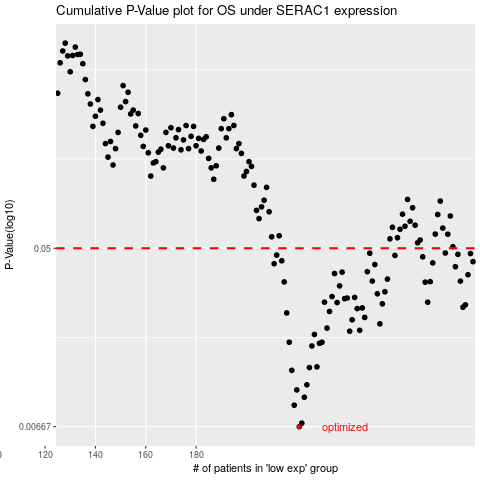 Cumulative P-Value plot for OS under SERAC1 expression
P-Value(log10)
0.05
0.00667
optimized
0
120
140
160
180
# of patients in 'low exp' group